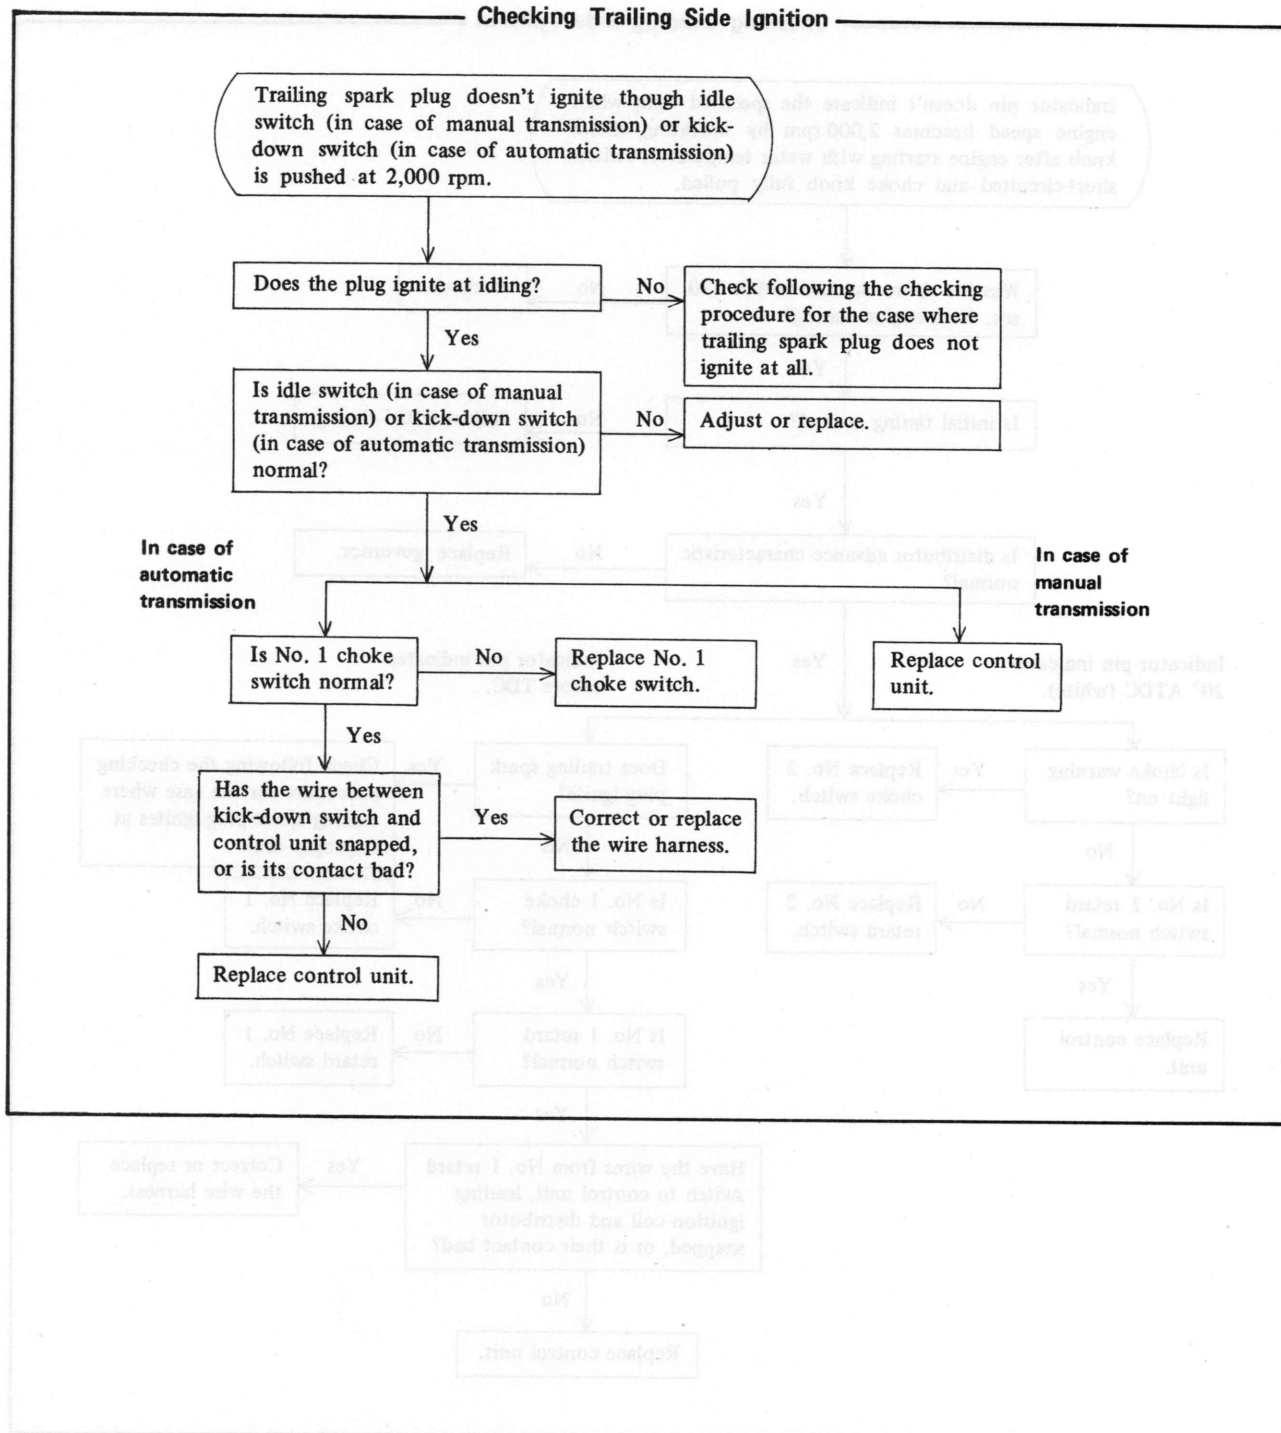 Checking Trailing Side Ignition
Trailing spark plug doesn't ignite though idle
switch (in case of manual transmission) or kick-
down switch (in case of automatic transmission)
is pushed at 2,000 rpm.
Does the plug ignite at idling?
No
Check following the checking
procedure for the case where
trailing spark plug does not
ignite at all.
Yes
Is idle switch (in case of manual
transmission) or kick-down switch
(in case of automatic transmission)
normal?
No
Adjust or replace.
Yes
In case of
automatic
transmission
In case of
manual
transmission
Is No. 1 choke
switch normal?
No
Replace No. 1
choke switch.
Replace control
unit.
Yes
Has the wire between
kick-down switch and
control unit snapped,
or is its contact bad?
Yes
Correct or replace
the wire harness.
No
Replace control unit.